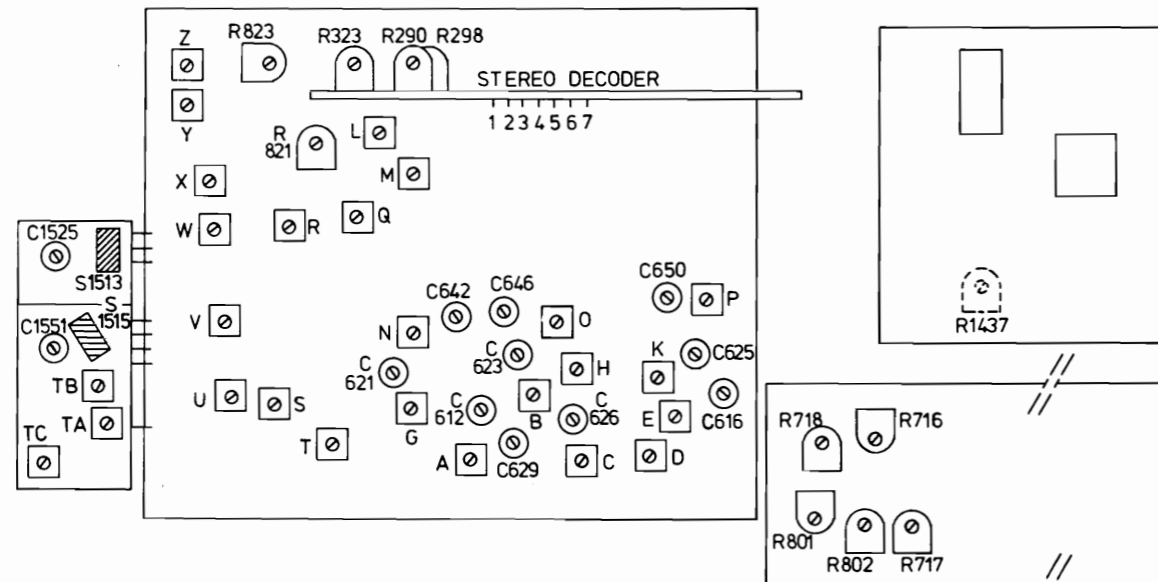 Z
R823
R323
R290
R298
STEREO DECODER
1 2 3 4 5 6 7
Y
R
821
L
M
X
W
R
Q
C1525
S1513
S
1515
C1551
V
N
C642
C646
O
C650
P
C
621
C
623
H
K
C625
TB
TA
TC
U
S
T
G
C
612
B
C
626
E
C616
A
C629
C
D
R1437
R718
R716
R801
R802
R717